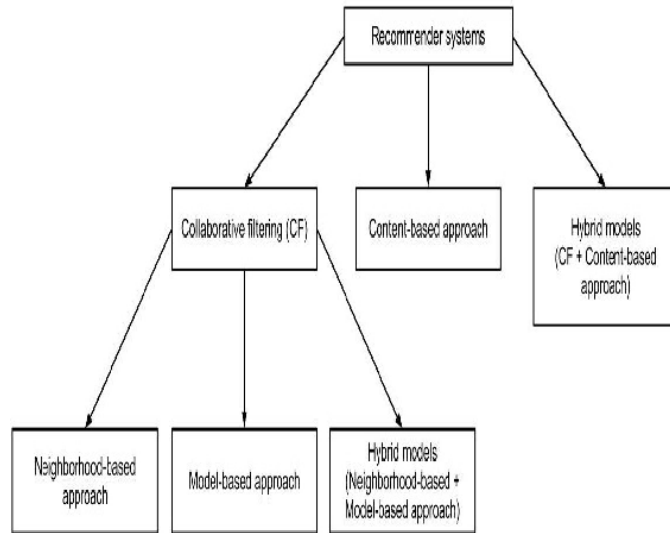 Recommender systems
Collaborative filtering (CF)
Content-based approach
Hybrid models
(CF + Content-based
approach)
Neighborhood-based
approach
Model-based approach
Hybrid models
(Neighborhood-based +
Model-based approach)